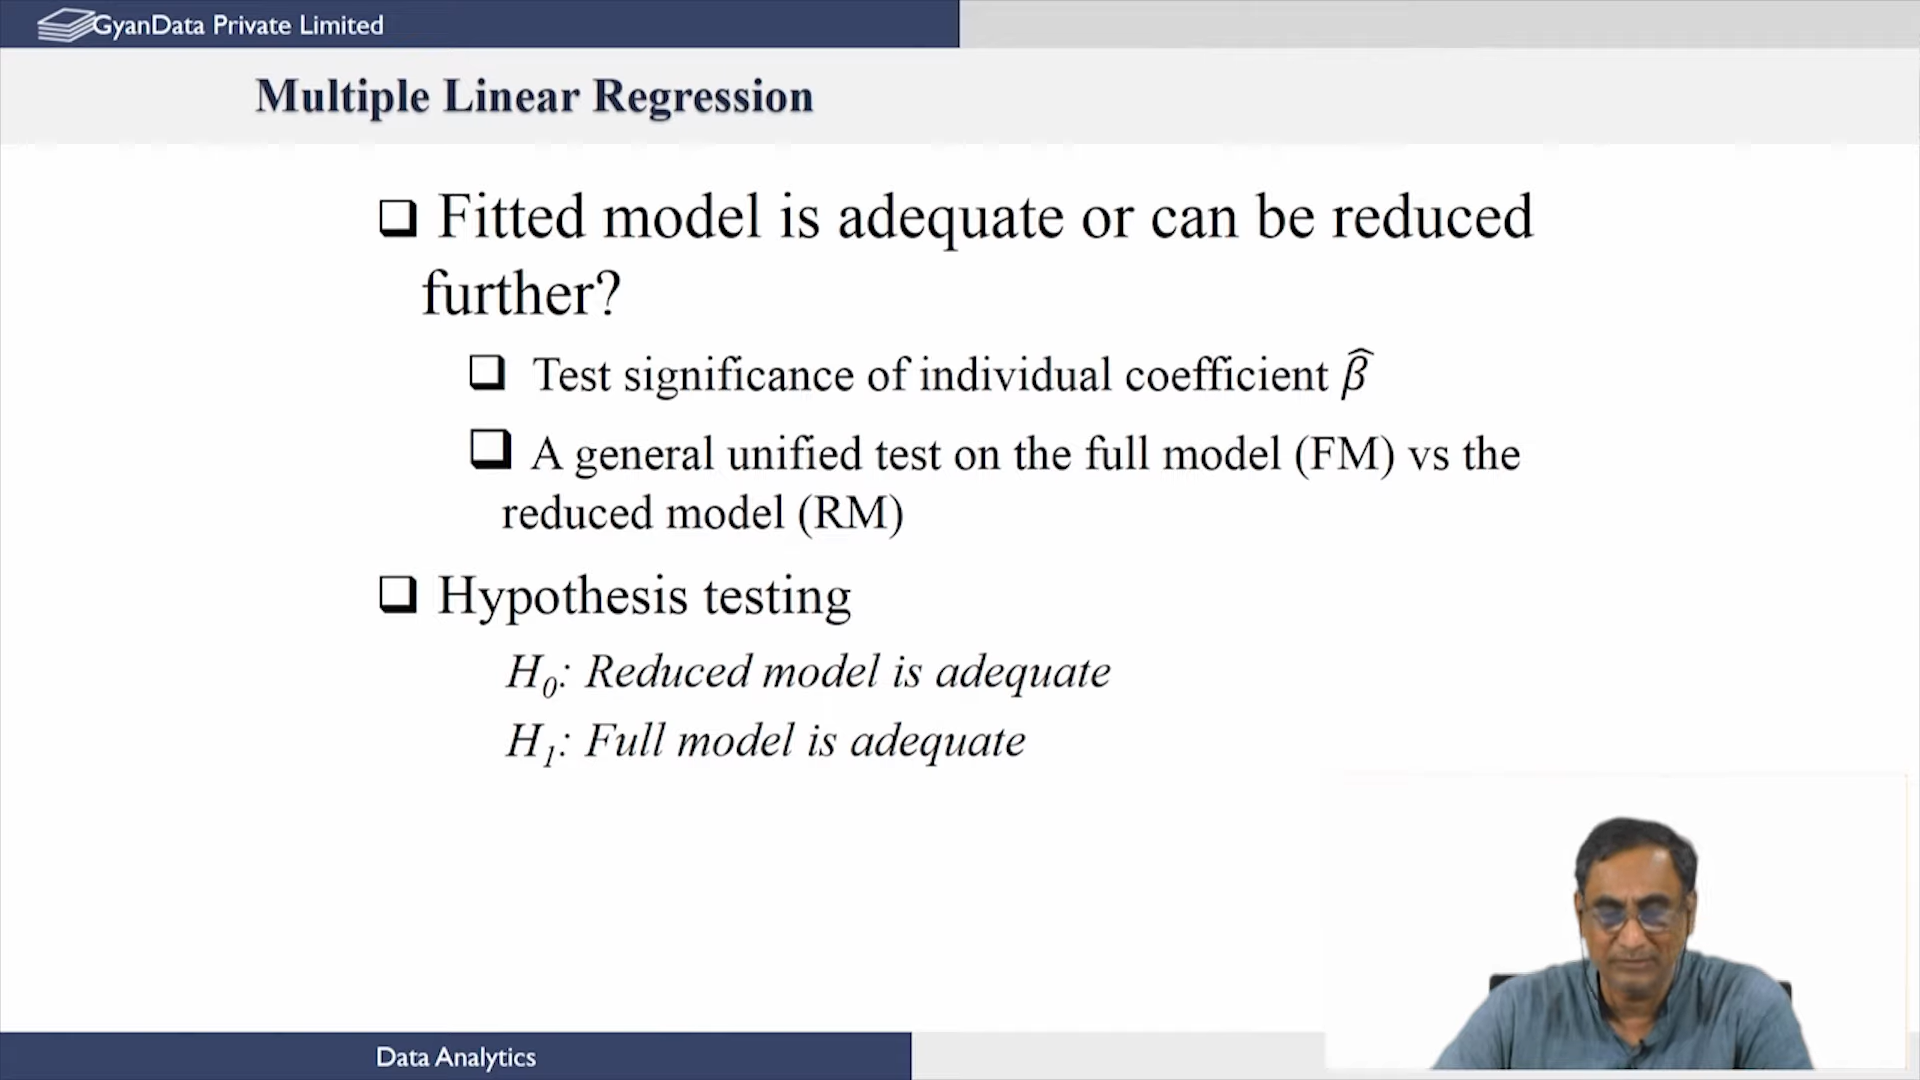 GyanData Private Limited
Multiple Linear Regression
❑ Fitted model is adequate or can be reduced
further?
❑ Test significance of individual coefficient β̂
❑ A general unified test on the full model (FM) vs the
reduced model (RM)
❑ Hypothesis testing
H₀: Reduced model is adequate
H₁: Full model is adequate
Data Analytics